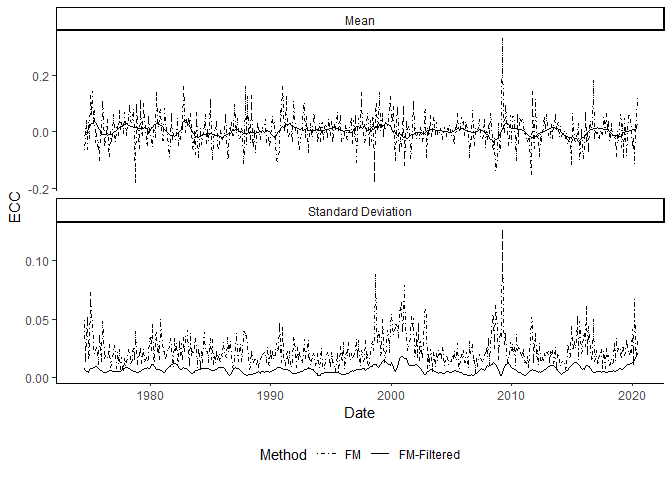 Mean
0.2
0.0
-0.2
ECC
Standard Deviation
0.10
0.05
0.00
1980 1990 2000 2010 2020
Date
Method FM FM-Filtered